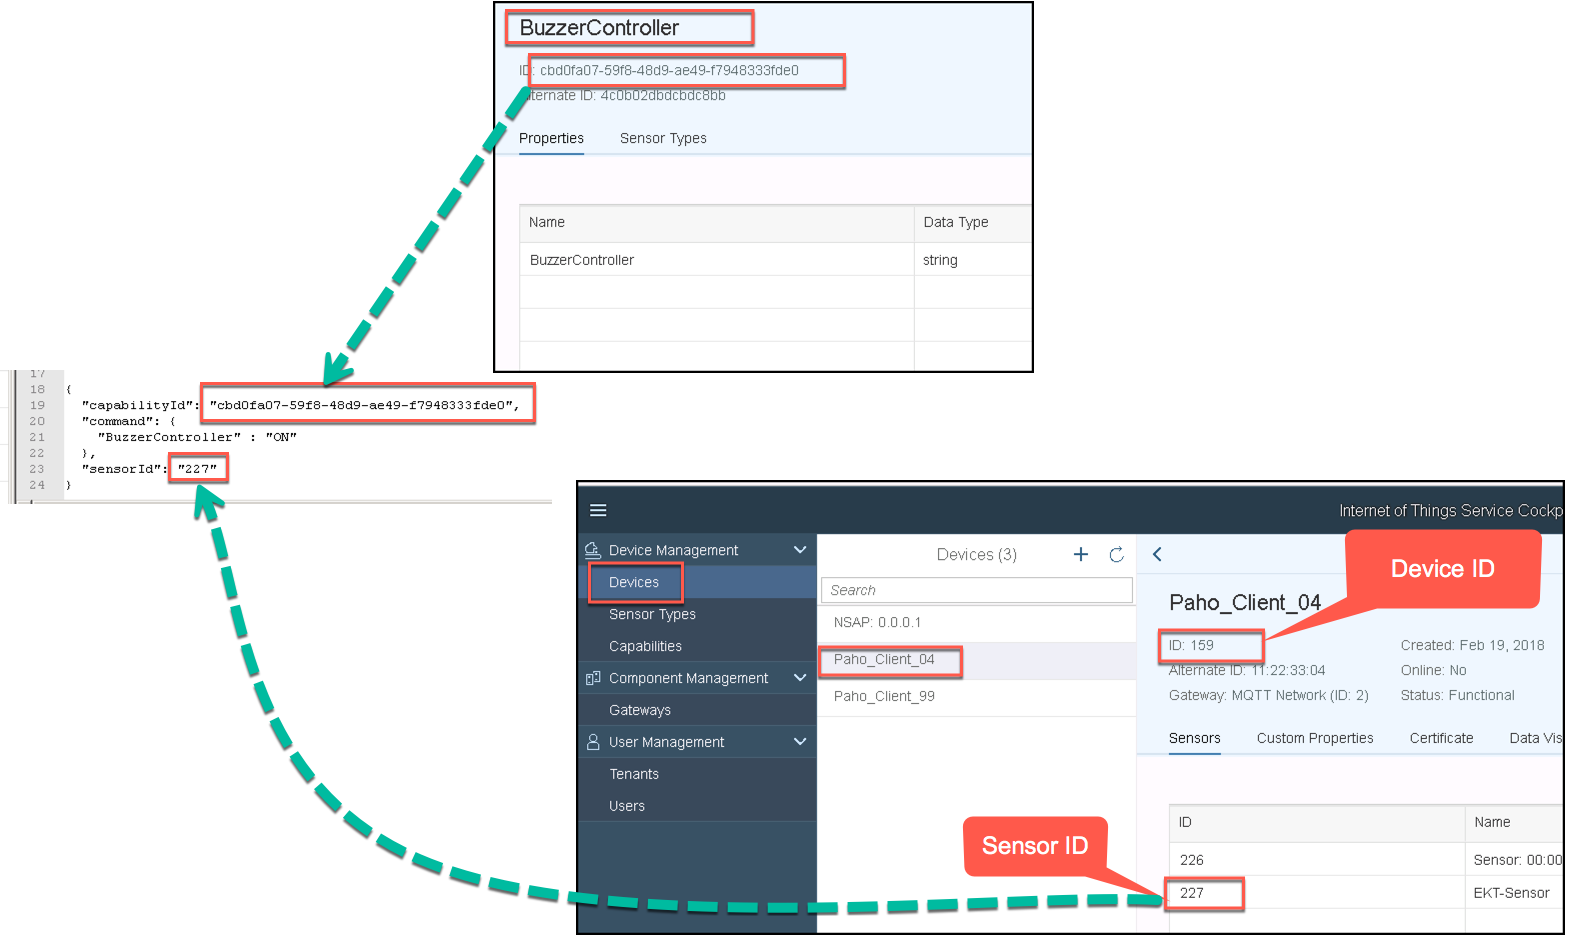 BuzzerController
ID: cbd0fa07-59f8-48d9-ae49-f7948333fde0
Alternate ID: 4c0b02dbdcbdc8bb
Properties Sensor Types
Name Data Type
BuzzerController string
17
18 {
19 "capabilityId": "cbd0fa07-59f8-48d9-ae49-f7948333fde0",
20 "command": {
21 "BuzzerController" : "ON"
22 },
23 "sensorId": "227"
24 }
Internet of Things Service Cockp
Device Management
Devices
Sensor Types
Capabilities
Component Management
Gateways
User Management
Tenants
Users
Devices (3)
Search
NSAP: 0.0.0.1
Paho_Client_04
Paho_Client_99
Device ID
Paho_Client_04
ID: 159 Created: Feb 19, 2018
Alternate ID: 11:22:33:04 Online: No
Gateway: MQTT Network (ID: 2) Status: Functional
Sensors Custom Properties Certificate Data Vis
Sensor ID
ID Name
226 Sensor: 00:00
227 EKT-Sensor